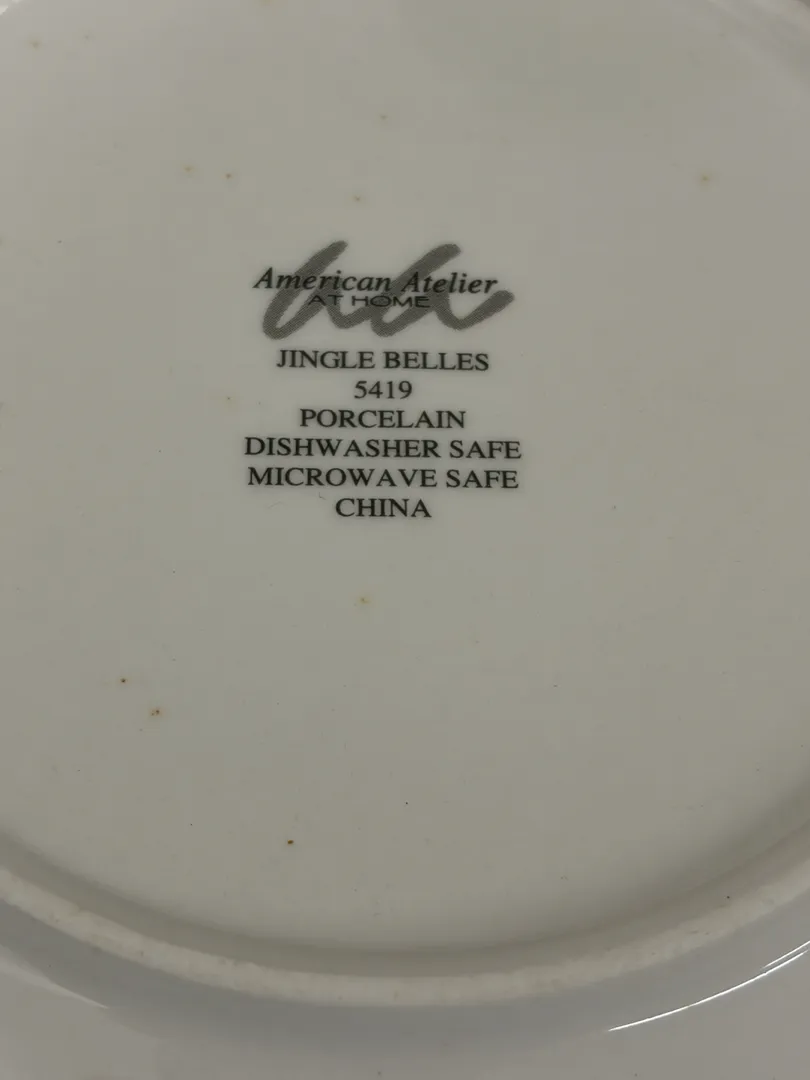 American Atelier
AT HOME
JINGLE BELLES
5419
PORCELAIN
DISHWASHER SAFE
MICROWAVE SAFE
CHINA